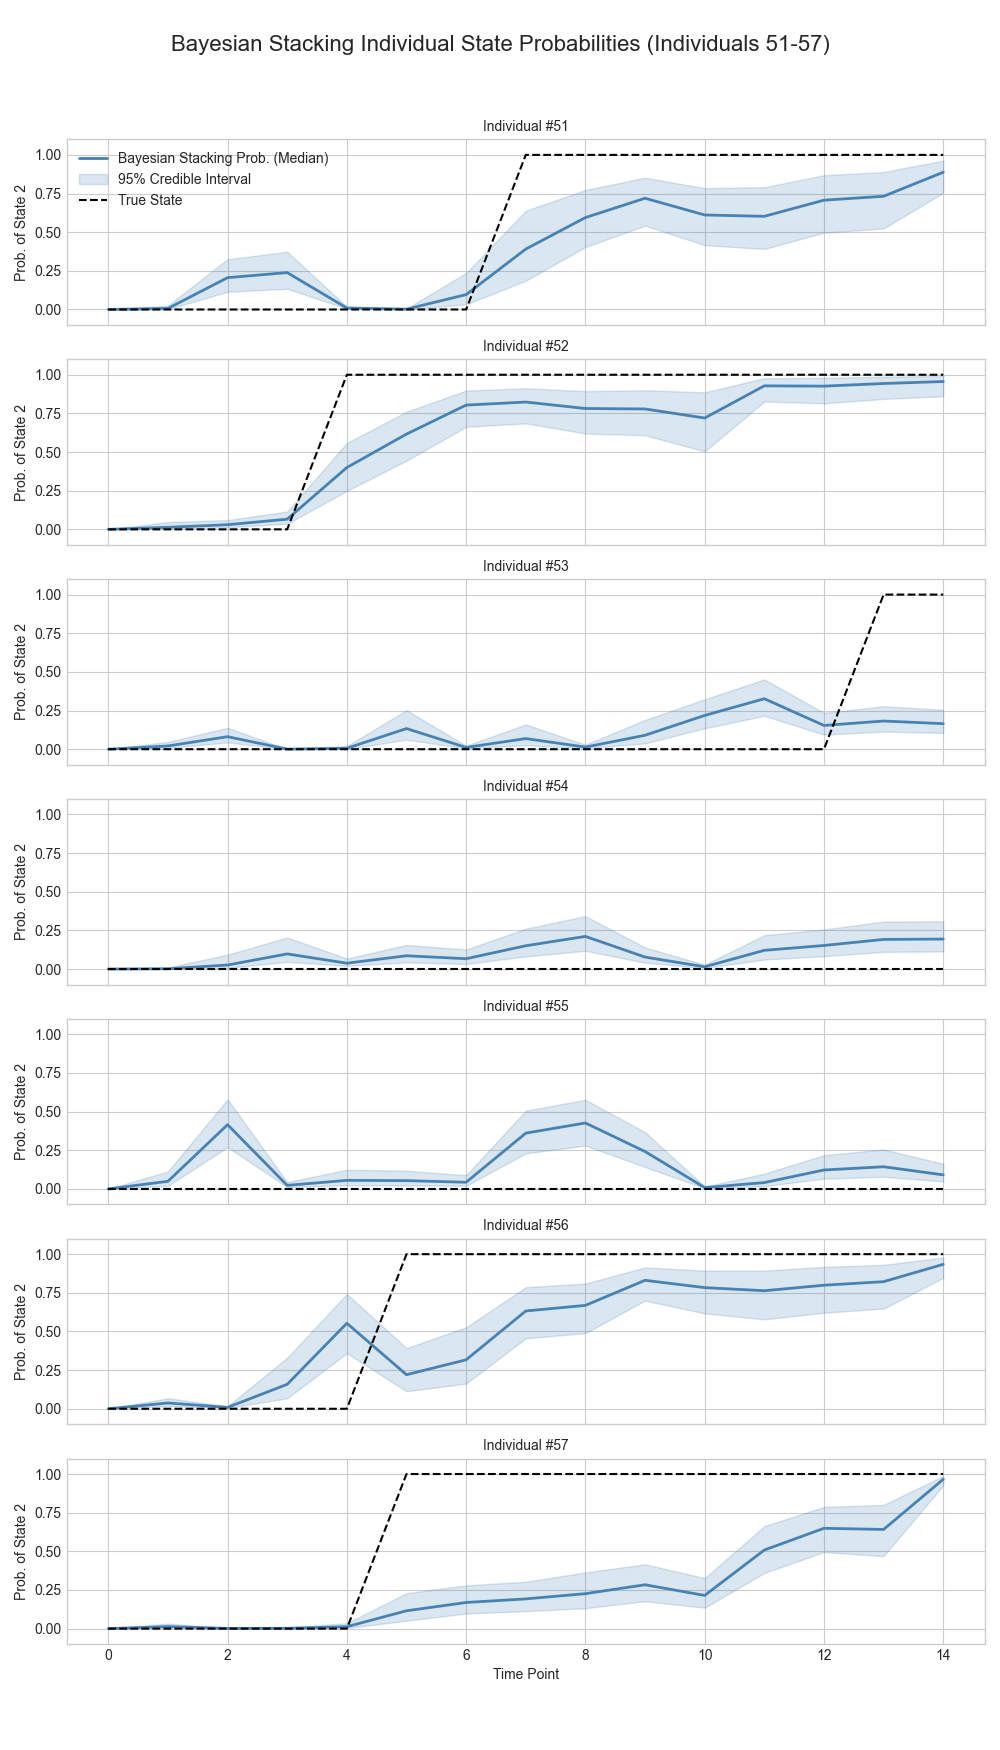 Bayesian Stacking Individual State Probabilities (Individuals 51-57)
Individual #51
Prob. of State 2
1.00
0.75
0.50
0.25
0.00
Bayesian Stacking Prob. (Median)
95% Credible Interval
True State
Individual #52
Prob. of State 2
1.00
0.75
0.50
0.25
0.00
Individual #53
Prob. of State 2
1.00
0.75
0.50
0.25
0.00
Individual #54
Prob. of State 2
1.00
0.75
0.50
0.25
0.00
Individual #55
Prob. of State 2
1.00
0.75
0.50
0.25
0.00
Individual #56
Prob. of State 2
1.00
0.75
0.50
0.25
0.00
Individual #57
Prob. of State 2
1.00
0.75
0.50
0.25
0.00
0 2 4 6 8 10 12 14
Time Point